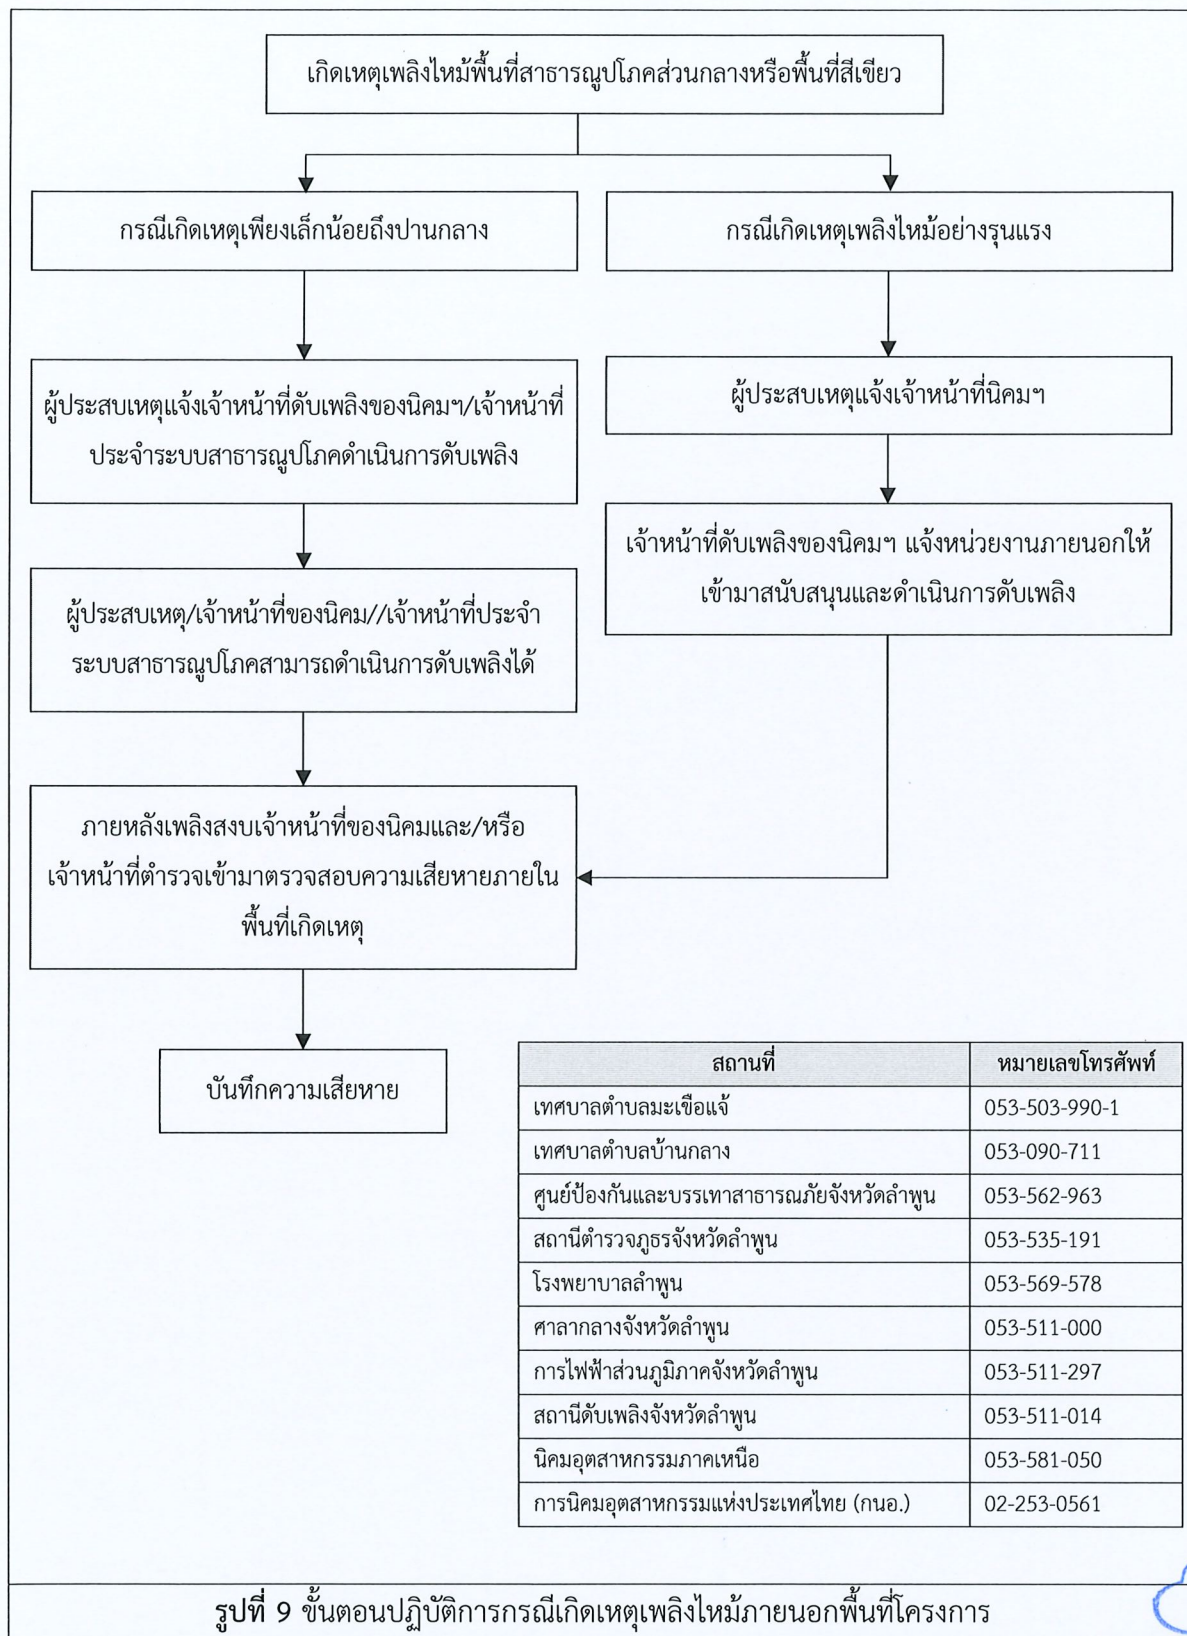 เกิดเหตุเพลิงไหม้พื้นที่สาธารณูปโภคส่วนกลางหรือพื้นที่สีเขียว
กรณีเกิดเหตุเพียงเล็กน้อยถึงปานกลาง
กรณีเกิดเหตุเพลิงไหม้อย่างรุนแรง
ผู้ประสบเหตุแจ้งเจ้าหน้าที่ดับเพลิงของนิคมฯ/เจ้าหน้าที่
ประจำระบบสาธารณูปโภคดำเนินการดับเพลิง
ผู้ประสบเหตุแจ้งเจ้าหน้าที่นิคมฯ
เจ้าหน้าที่ดับเพลิงของนิคมฯ แจ้งหน่วยงานภายนอกให้
เข้ามาสนับสนุนและดำเนินการดับเพลิง
ผู้ประสบเหตุ/เจ้าหน้าที่ของนิคม//เจ้าหน้าที่ประจำ
ระบบสาธารณูปโภคสามารถดำเนินการดับเพลิงได้
ภายหลังเพลิงสงบเจ้าหน้าที่ของนิคมและ/หรือ
เจ้าหน้าที่ตำรวจเข้ามาตรวจสอบความเสียหายภายใน
พื้นที่เกิดเหตุ
บันทึกความเสียหาย
สถานที่ หมายเลขโทรศัพท์
เทศบาลตำบลมะเขือแจ้ 053-503-990-1
เทศบาลตำบลบ้านกลาง 053-090-711
ศูนย์ป้องกันและบรรเทาสาธารณภัยจังหวัดลำพูน 053-562-963
สถานีตำรวจภูธรจังหวัดลำพูน 053-535-191
โรงพยาบาลลำพูน 053-569-578
ศาลากลางจังหวัดลำพูน 053-511-000
การไฟฟ้าส่วนภูมิภาคจังหวัดลำพูน 053-511-297
สถานีดับเพลิงจังหวัดลำพูน 053-511-014
นิคมอุตสาหกรรมภาคเหนือ 053-581-050
การนิคมอุตสาหกรรมแห่งประเทศไทย (กนอ.) 02-253-0561
รูปที่ 9 ขั้นตอนปฏิบัติการกรณีเกิดเหตุเพลิงไหม้ภายนอกพื้นที่โครงการ